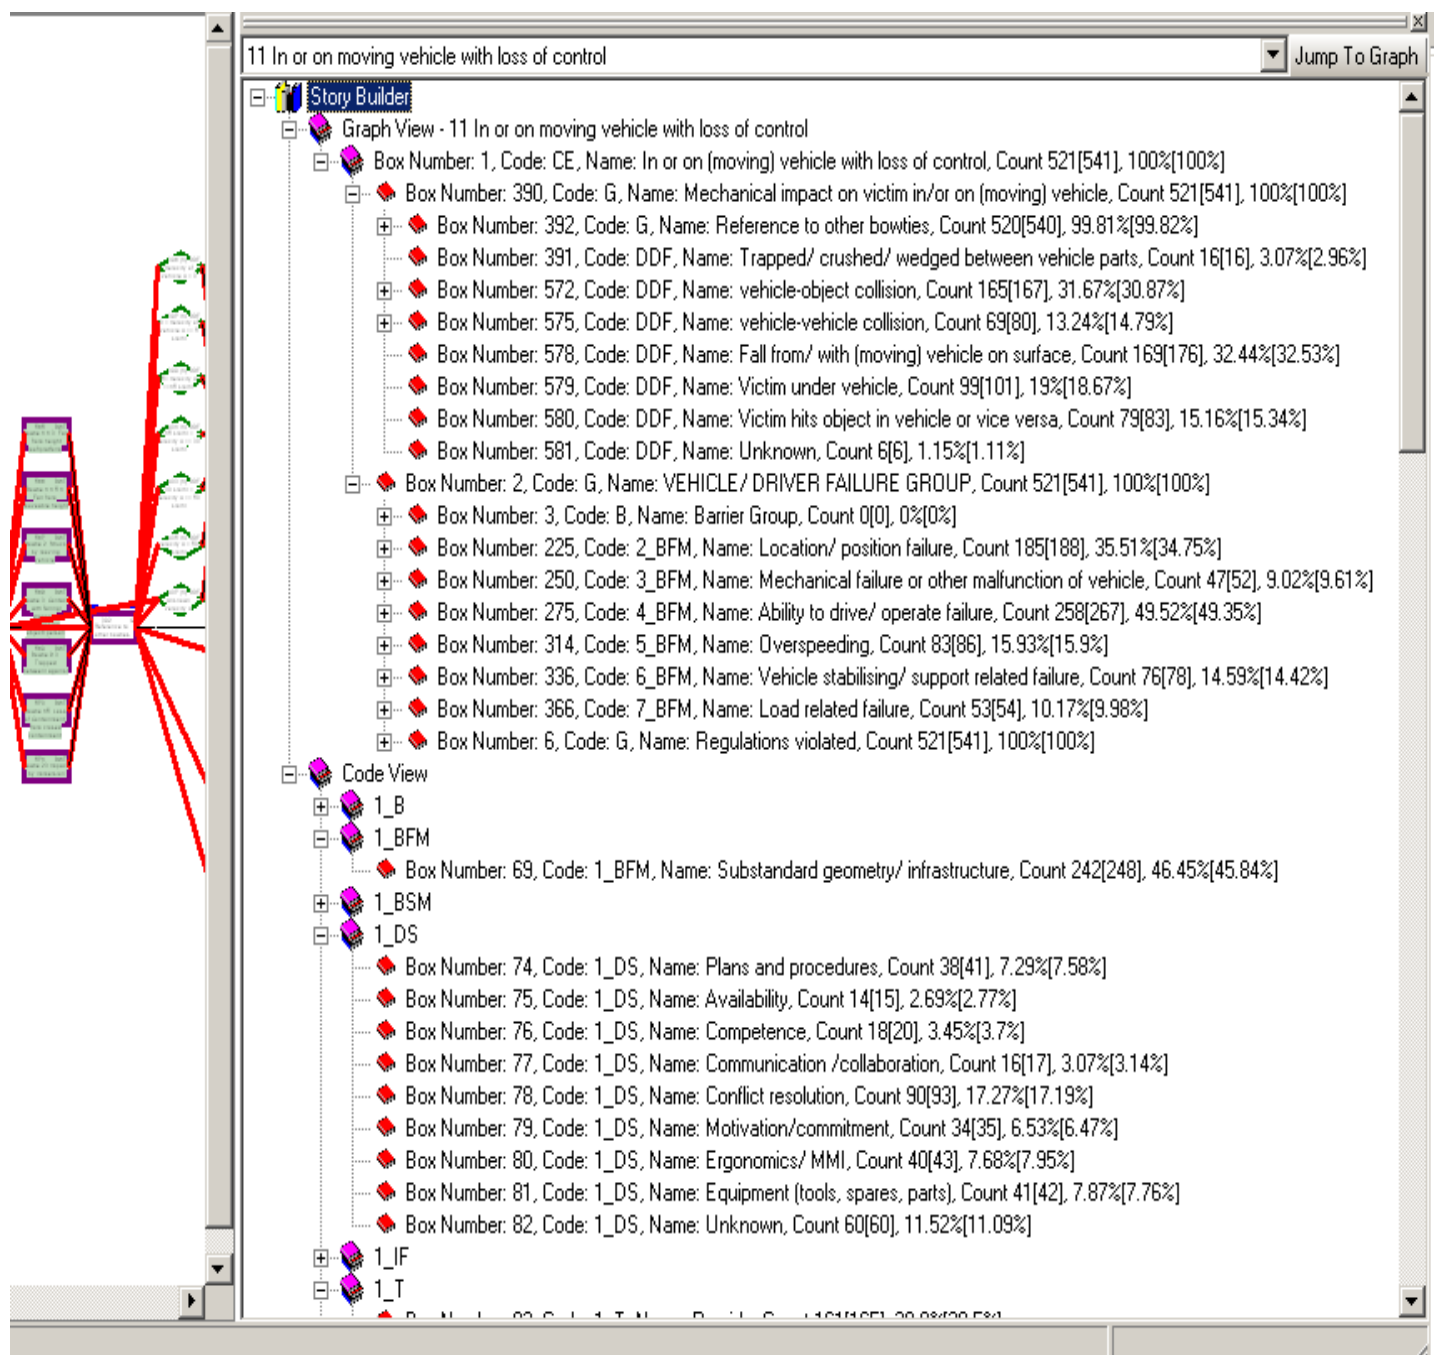 11 In or on moving vehicle with loss of control
Jump To Graph
Story Builder
Graph View - 11 In or on moving vehicle with loss of control
Box Number: 1, Code: CE, Name: In or on (moving) vehicle with loss of control, Count 521[541], 100%[100%]
Box Number: 390, Code: G, Name: Mechanical impact on victim in/or on (moving) vehicle, Count 521[541], 100%[100%]
Box Number: 392, Code: G, Name: Reference to other bowties, Count 520[540], 99.81%[99.82%]
Box Number: 391, Code: DDF, Name: Trapped/ crushed/ wedged between vehicle parts, Count 16[16], 3.07%[2.96%]
Box Number: 572, Code: DDF, Name: vehicle-object collision, Count 165[167], 31.67%[30.87%]
Box Number: 575, Code: DDF, Name: vehicle-vehicle collision, Count 69[80], 13.24%[14.79%]
Box Number: 578, Code: DDF, Name: Fall from/ with (moving) vehicle on surface, Count 169[176], 32.44%[32.53%]
Box Number: 579, Code: DDF, Name: Victim under vehicle, Count 99[101], 19%[18.67%]
Box Number: 580, Code: DDF, Name: Victim hits object in vehicle or vice versa, Count 79[83], 15.16%[15.34%]
Box Number: 581, Code: DDF, Name: Unknown, Count 6[6], 1.15%[1.11%]
Box Number: 2, Code: G, Name: VEHICLE/ DRIVER FAILURE GROUP, Count 521[541], 100%[100%]
Box Number: 3, Code: B, Name: Barrier Group, Count 0[0], 0%[0%]
Box Number: 225, Code: 2_BFM, Name: Location/ position failure, Count 185[188], 35.51%[34.75%]
Box Number: 250, Code: 3_BFM, Name: Mechanical failure or other malfunction of vehicle, Count 47[52], 9.02%[9.61%]
Box Number: 275, Code: 4_BFM, Name: Ability to drive/ operate failure, Count 258[267], 49.52%[49.35%]
Box Number: 314, Code: 5_BFM, Name: Overspeeding, Count 83[86], 15.93%[15.9%]
Box Number: 336, Code: 6_BFM, Name: Vehicle stabilising/ support related failure, Count 76[78], 14.59%[14.42%]
Box Number: 366, Code: 7_BFM, Name: Load related failure, Count 53[54], 10.17%[9.98%]
Box Number: 6, Code: G, Name: Regulations violated, Count 521[541], 100%[100%]
Code View
1_B
1_BFM
Box Number: 69, Code: 1_BFM, Name: Substandard geometry/ infrastructure, Count 242[248], 46.45%[45.84%]
1_BSM
1_DS
Box Number: 74, Code: 1_DS, Name: Plans and procedures, Count 38[41], 7.29%[7.58%]
Box Number: 75, Code: 1_DS, Name: Availability, Count 14[15], 2.69%[2.77%]
Box Number: 76, Code: 1_DS, Name: Competence, Count 18[20], 3.45%[3.7%]
Box Number: 77, Code: 1_DS, Name: Communication /collaboration, Count 16[17], 3.07%[3.14%]
Box Number: 78, Code: 1_DS, Name: Conflict resolution, Count 90[93], 17.27%[17.19%]
Box Number: 79, Code: 1_DS, Name: Motivation/commitment, Count 34[35], 6.53%[6.47%]
Box Number: 80, Code: 1_DS, Name: Ergonomics/ MMI, Count 40[43], 7.68%[7.95%]
Box Number: 81, Code: 1_DS, Name: Equipment (tools, spares, parts), Count 41[42], 7.87%[7.76%]
Box Number: 82, Code: 1_DS, Name: Unknown, Count 60[60], 11.52%[11.09%]
1_IF
1_T